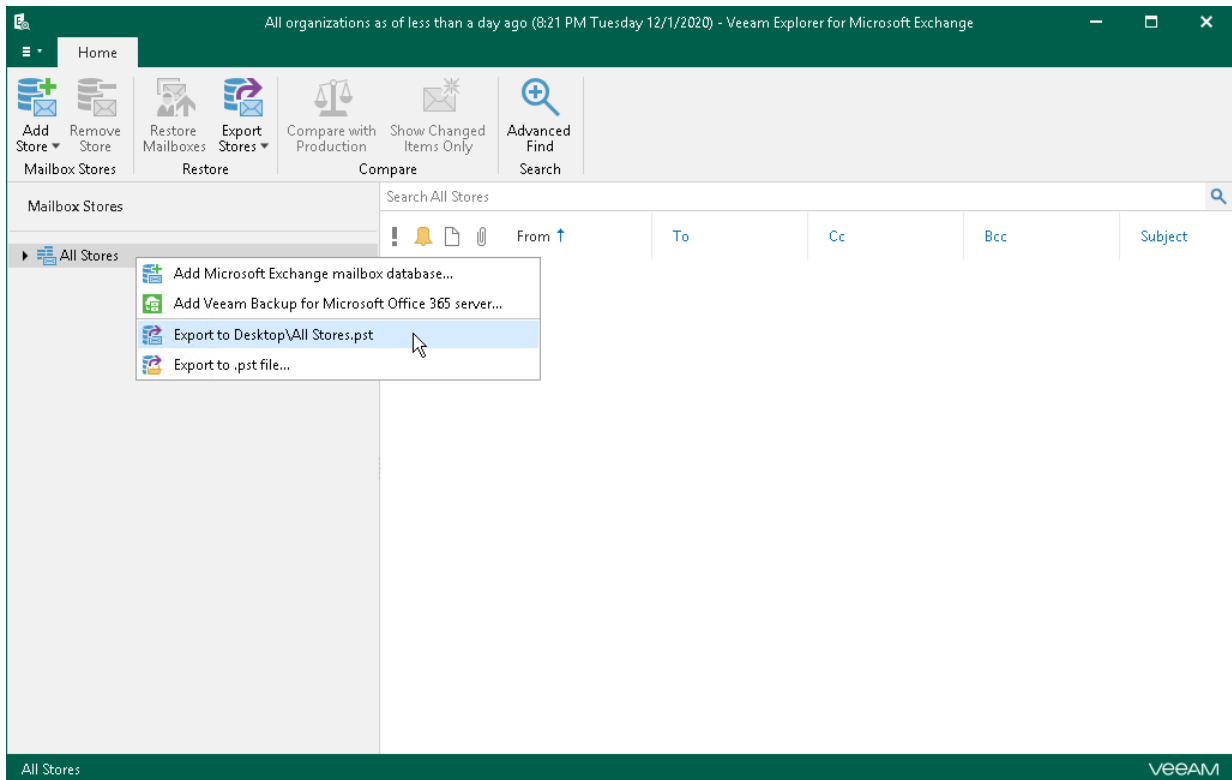 All organizations as of less than a day ago (8:21 PM Tuesday 12/1/2020) - Veeam Explorer for Microsoft Exchange
Home
Add Store
Remove Store
Restore Mailboxes
Export Stores
Compare with Production
Show Changed Items Only
Advanced Find
Mailbox Stores
Restore
Compare
Search
Mailbox Stores
Search All Stores
From
To
Cc
Bcc
Subject
All Stores
Add Microsoft Exchange mailbox database...
Add Veeam Backup for Microsoft Office 365 server...
Export to Desktop\All Stores.pst
Export to .pst file...
All Stores
veeam